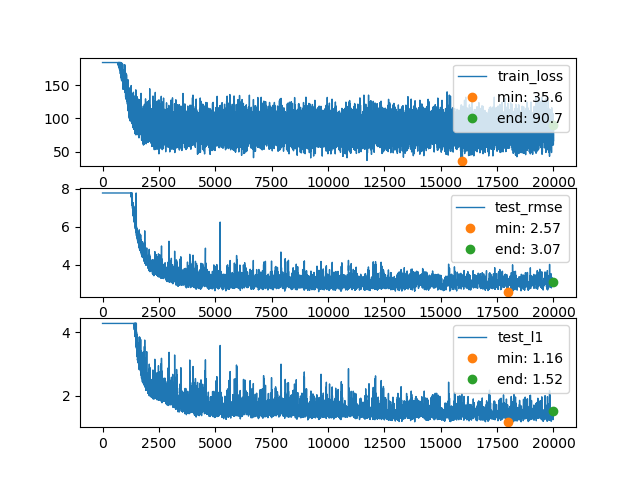 150
100
50
train_loss
min: 35.6
end: 90.7
0 2500 5000 7500 10000 12500 15000 17500 20000
8
6
4
test_rmse
min: 2.57
end: 3.07
0 2500 5000 7500 10000 12500 15000 17500 20000
4
2
test_l1
min: 1.16
end: 1.52
0 2500 5000 7500 10000 12500 15000 17500 20000